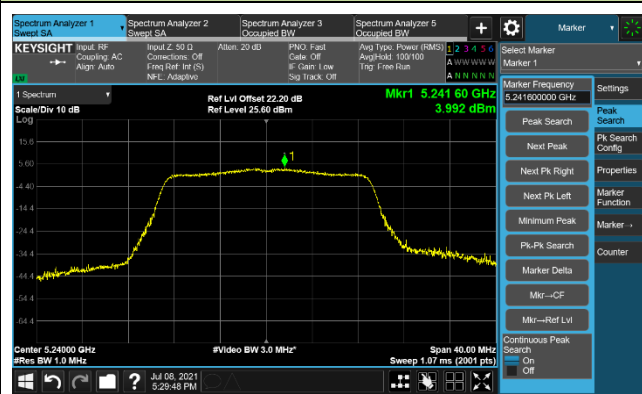 Spectrum Analyzer 1
Swept SA
Spectrum Analyzer 2
Swept SA
Spectrum Analyzer 3
Occupied BW
Spectrum Analyzer 5
Occupied BW
+
Marker
KEYSIGHT
Input: RF
Coupling: AC
Align: Auto
Input Z: 50 Ω
Corrections: Off
Freq Ref: Int (S)
NFE: Adaptive
Atten: 20 dB
PNO: Fast
Gate: Off
IF Gain: Low
Sig Track: Off
Avg Type: Power (RMS)
Avg|Hold: 100/100
Trig: Free Run
1 2 3 4 5 6
A W W W W W
A N N N N N
LM
Select Marker
Marker 1
1 Spectrum
Scale/Div 10 dB
Log
Ref Lvl Offset 22.20 dB
Ref Level 25.60 dBm
Mkr1 5.241 60 GHz
3.992 dBm
15.6
5.60
-4.40
-14.4
-24.4
-34.4
-44.4
-54.4
-64.4
1
Center 5.24000 GHz
#Res BW 1.0 MHz
#Video BW 3.0 MHz*
Span 40.00 MHz
Sweep 1.07 ms (2001 pts)
Marker Frequency
5.241600000 GHz
Peak Search
Next Peak
Next Pk Right
Next Pk Left
Minimum Peak
Pk-Pk Search
Marker Delta
Mkr→CF
Mkr→Ref Lvl
Continuous Peak
Search
On
Off
Settings
Peak
Search
Pk Search
Config
Properties
Marker
Function
Marker→
Counter
?
Jul 08, 2021
5:29:48 PM